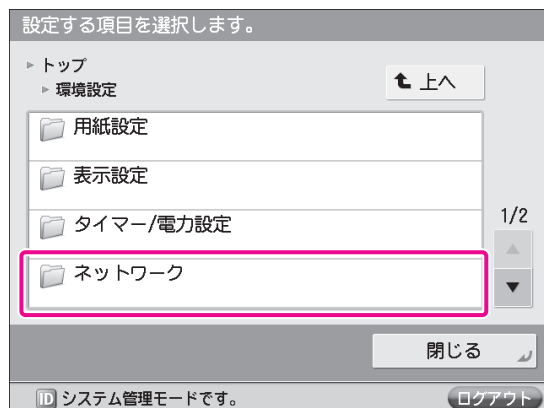 設定する項目を選択します。
トップ
環境設定
上へ
用紙設定
表示設定
タイマー/電力設定
1/2
ネットワーク
閉じる
ID システム管理モードです。
ログアウト